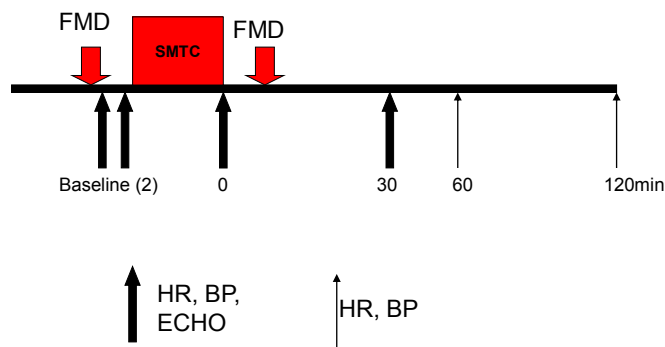 FMD
SMTC
FMD
Baseline (2)
0
30
60
120min
HR, BP,
ECHO
HR, BP